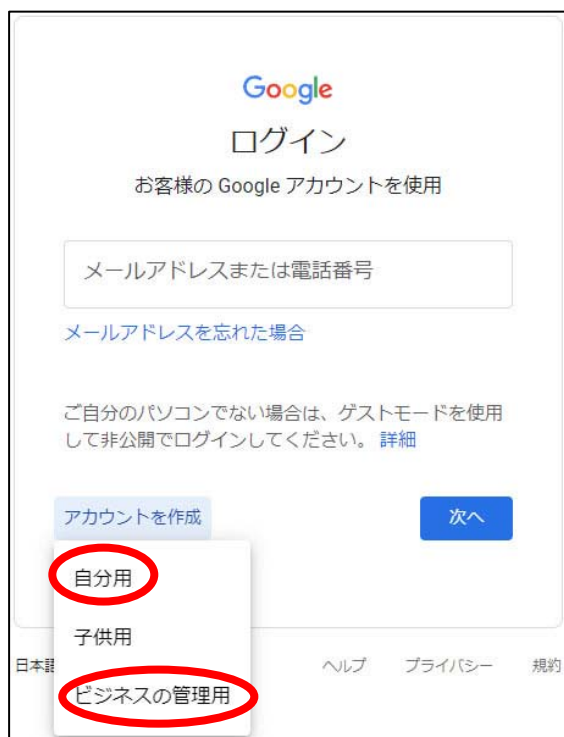 Google
ログイン
お客様の Google アカウントを使用
メールアドレスまたは電話番号
メールアドレスを忘れた場合
ご自分のパソコンでない場合は、ゲストモードを使用
して非公開でログインしてください。 詳細
アカウントを作成
次へ
自分用
子供用
日本語 ヘルプ プライバシー 規約
ビジネスの管理用